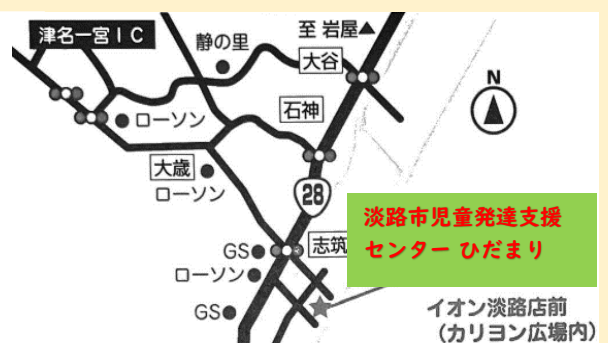 津名一宮IC
静の里
至 岩屋▲
大谷
N
ローソン
石神
大歳
ローソン
28
淡路市児童発達支援
センター ひだまり
GS
志筑
ローソン
GS
イオン淡路店前
(カリヨン広場内)